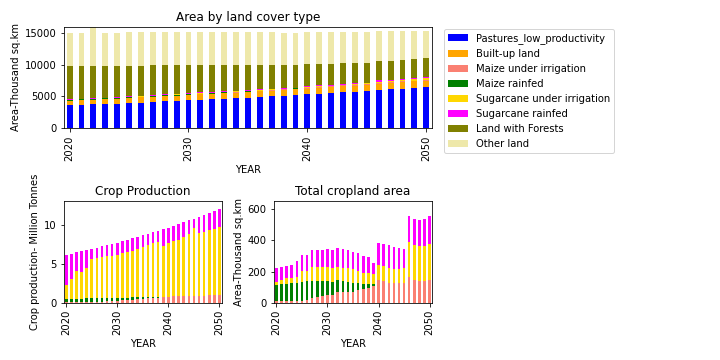 Area by land cover type
Area-Thousand sq.km
15000
10000
5000
0
2020
2030
2040
2050
YEAR
Pastures_low_productivity
Built-up land
Maize under irrigation
Maize rainfed
Sugarcane under irrigation
Sugarcane rainfed
Land with Forests
Other land
Crop Production
Crop production- Million Tonnes
10
5
0
2020
2030
2040
2050
YEAR
Total cropland area
Area-Thousand sq.km
600
400
200
0
2020
2030
2040
2050
YEAR